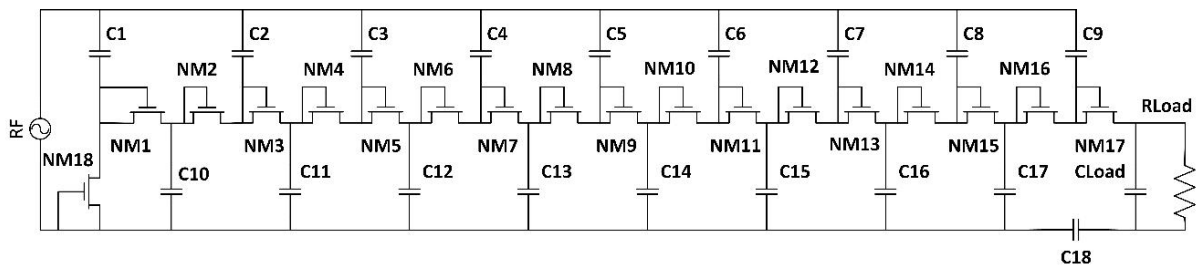 C1
C2
C3
C4
C5
C6
C7
C8
C9
NM2
NM4
NM6
NM8
NM10
NM12
NM14
NM16
RLoad
RF
NM18
NM1
NM3
NM5
NM7
NM9
NM11
NM13
NM15
NM17
C10
C11
C12
C13
C14
C15
C16
C17
CLoad
C18